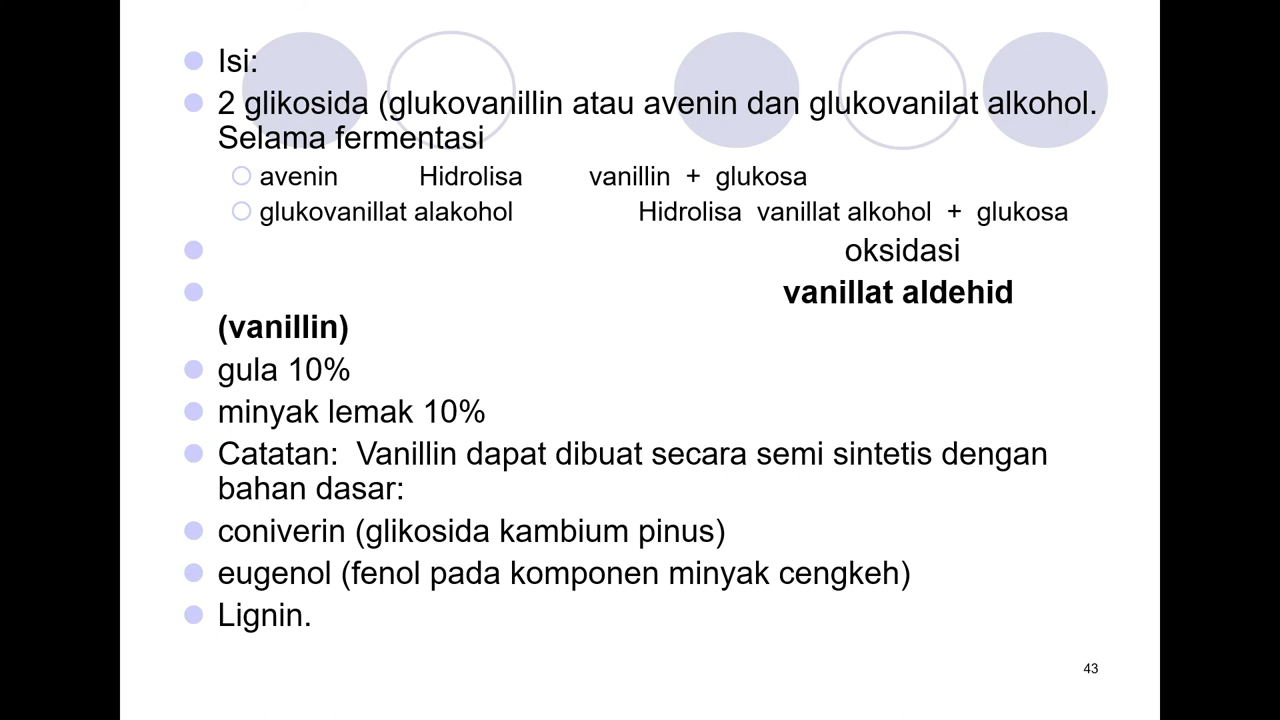 Isi:
2 glikosida (glukovanillin atau avenin dan glukovanilat alkohol.
Selama fermentasi
avenin Hidrolisa vanillin + glukosa
glukovanillat alakohol Hidrolisa vanillat alkohol + glukosa
oksidasi
vanillat aldehid
(vanillin)
gula 10%
minyak lemak 10%
Catatan: Vanillin dapat dibuat secara semi sintetis dengan
bahan dasar:
coniverin (glikosida kambium pinus)
eugenol (fenol pada komponen minyak cengkeh)
Lignin.
43